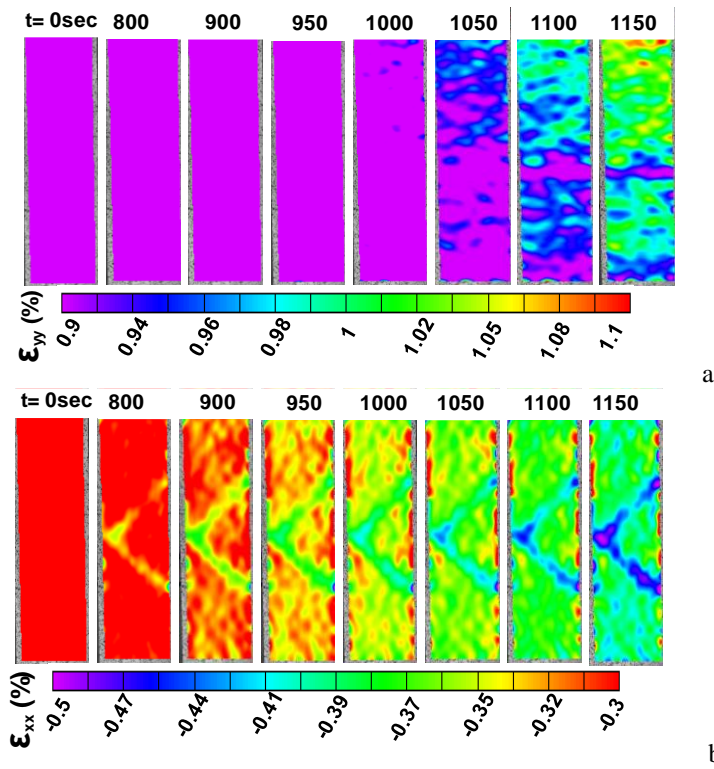 t= 0sec 800 900 950 1000 1050 1100 1150
εyy (%)
0.9 0.94 0.96 0.98 1 1.02 1.05 1.08 1.1
a
t= 0sec 800 900 950 1000 1050 1100 1150
εxx (%)
-0.5 -0.47 -0.44 -0.41 -0.39 -0.37 -0.35 -0.32 -0.3
b